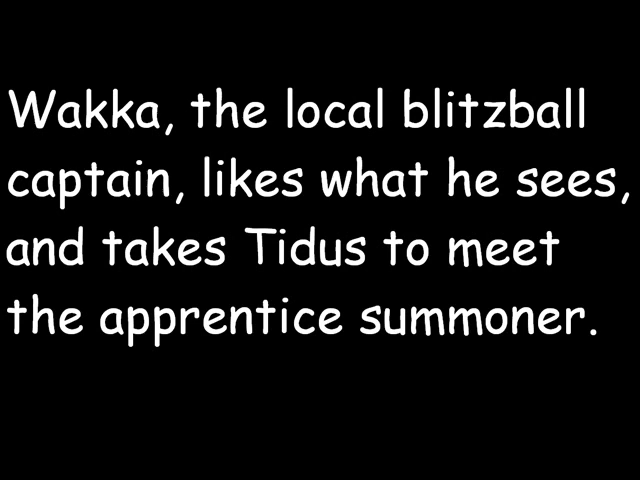 Wakka, the local blitzball
captain, likes what he sees,
and takes Tidus to meet
the apprentice summoner.